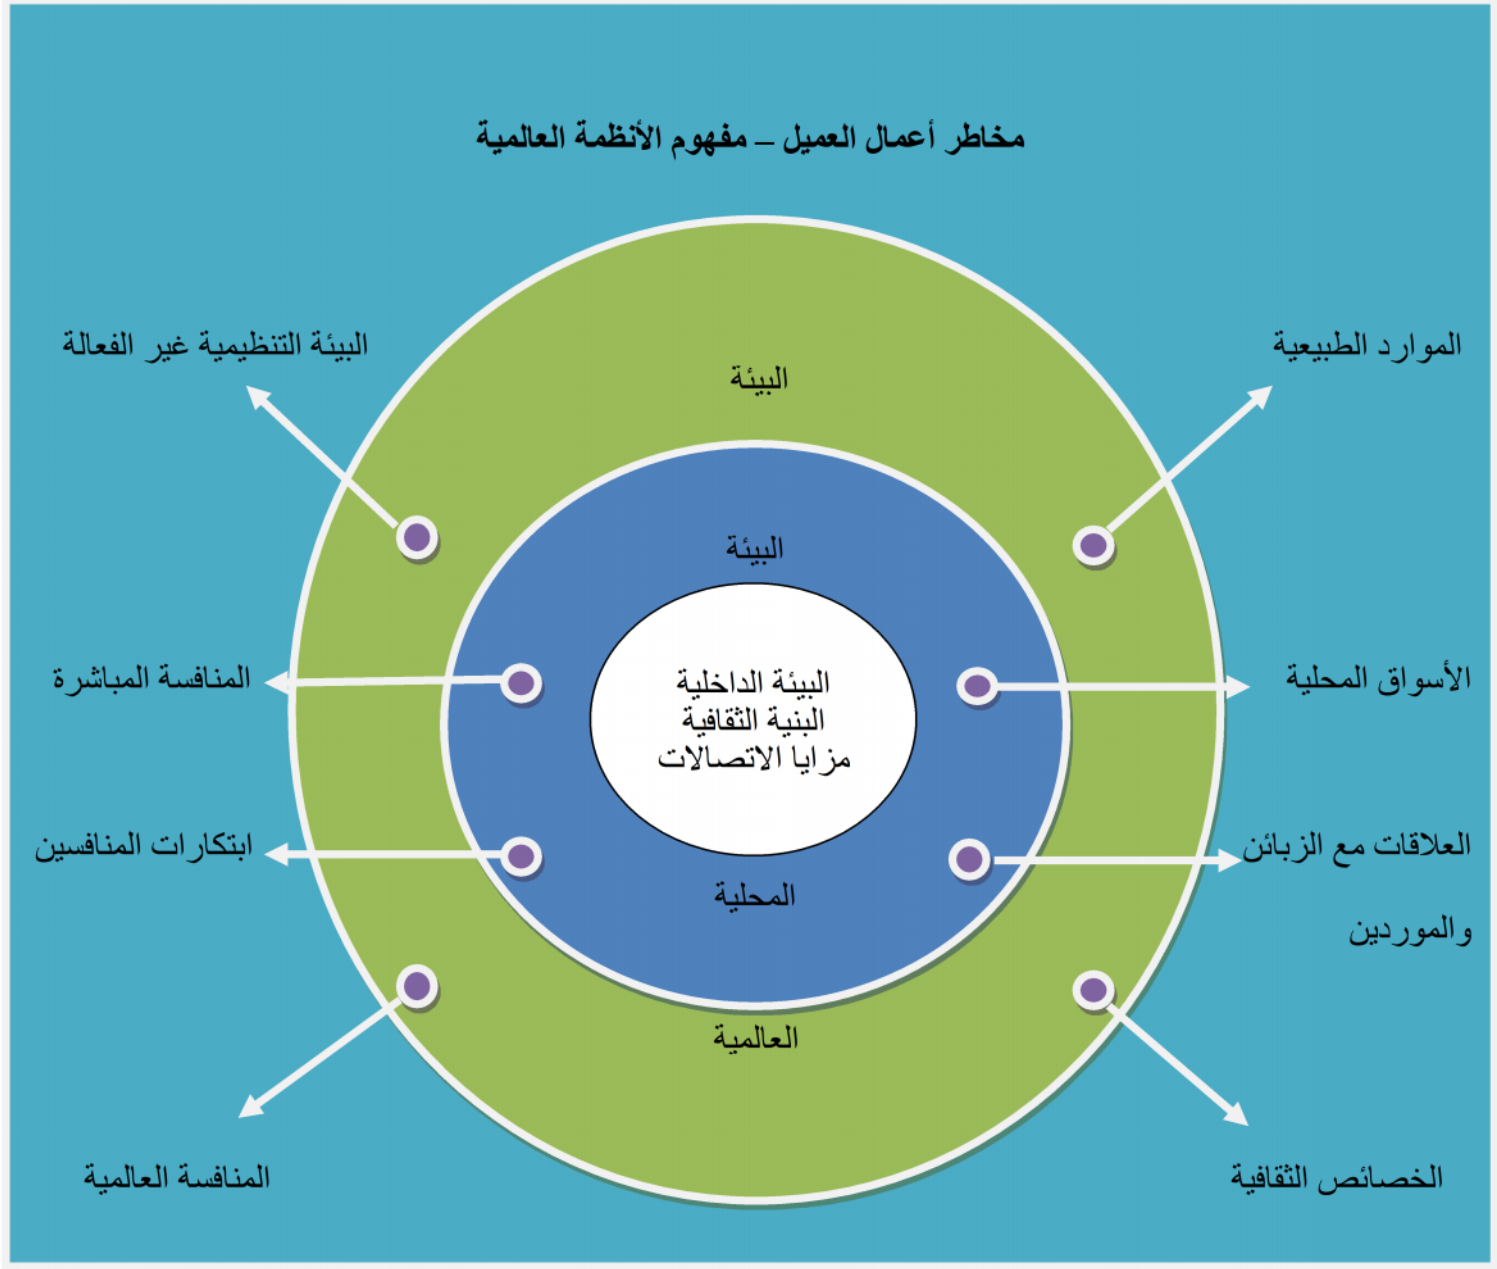 مخاطر أعمال العميل – مفهوم الأنظمة العالمية
الموارد الطبيعية
البيئة التنظيمية غير الفعالة
البيئة
البيئة
الأسواق المحلية
البيئة الداخلية
البنية الثقافية
مزايا الاتصالات
المنافسة المباشرة
العلاقات مع الزبائن
والموردين
ابتكارات المنافسين
المحلية
العالمية
الخصائص الثقافية
المنافسة العالمية